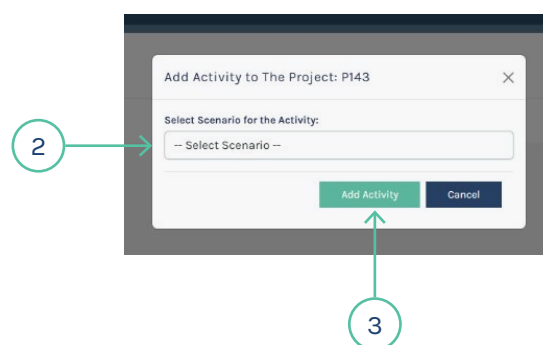 Add Activity to The Project: P143
Select Scenario for the Activity:
2
-- Select Scenario --
Add Activity Cancel
3